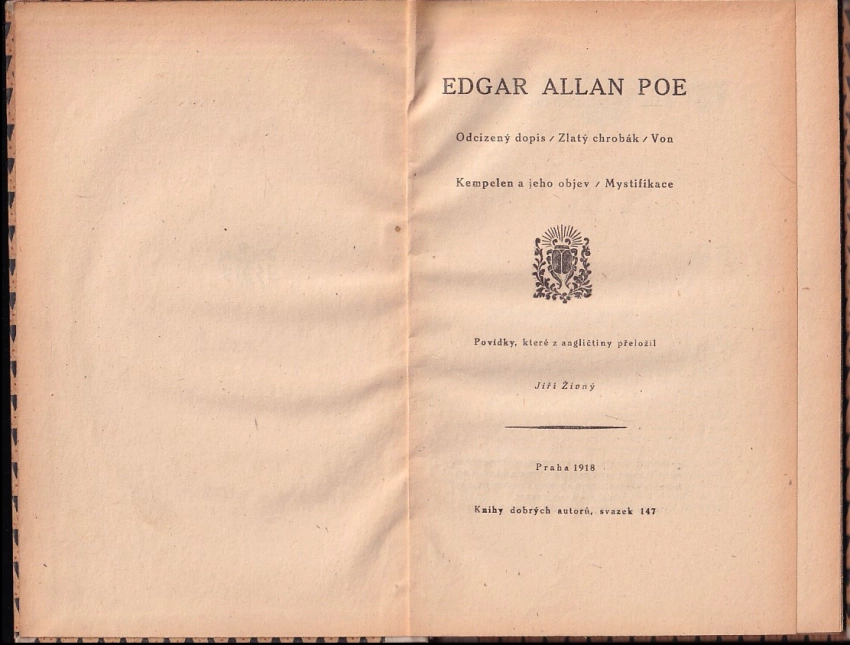 EDGAR ALLAN POE
Odcizený dopis / Zlatý chrobák / Von
Kempelen a jeho objev / Mystifikace
Povídky, které z angličtiny přeložil
Jiří Živný
Praha 1918
Knihy dobrých autorů, svazek 147